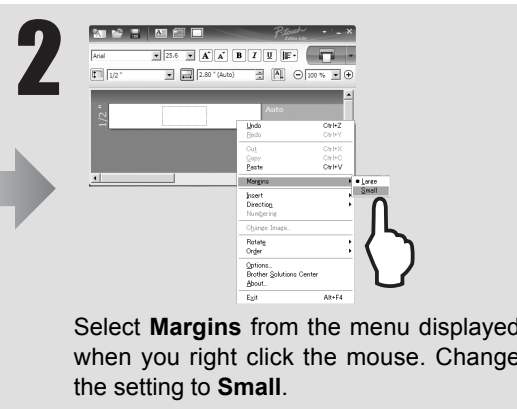 2
P-touch
Editor Lite
Arial 25.6 A A B I U
1/2 " 2.80 " (Auto) A 100 %
1/2 "
Auto
Undo Ctrl+Z
Redo Ctrl+Y
Cut Ctrl+X
Copy Ctrl+C
Paste Ctrl+V
Margins
Large
Small
Insert
Direction
Numbering
Change Image...
Rotate
Order
Options...
Brother Solutions Center
About...
Exit Alt+F4
Select Margins from the menu displayed
when you right click the mouse. Change
the setting to Small.